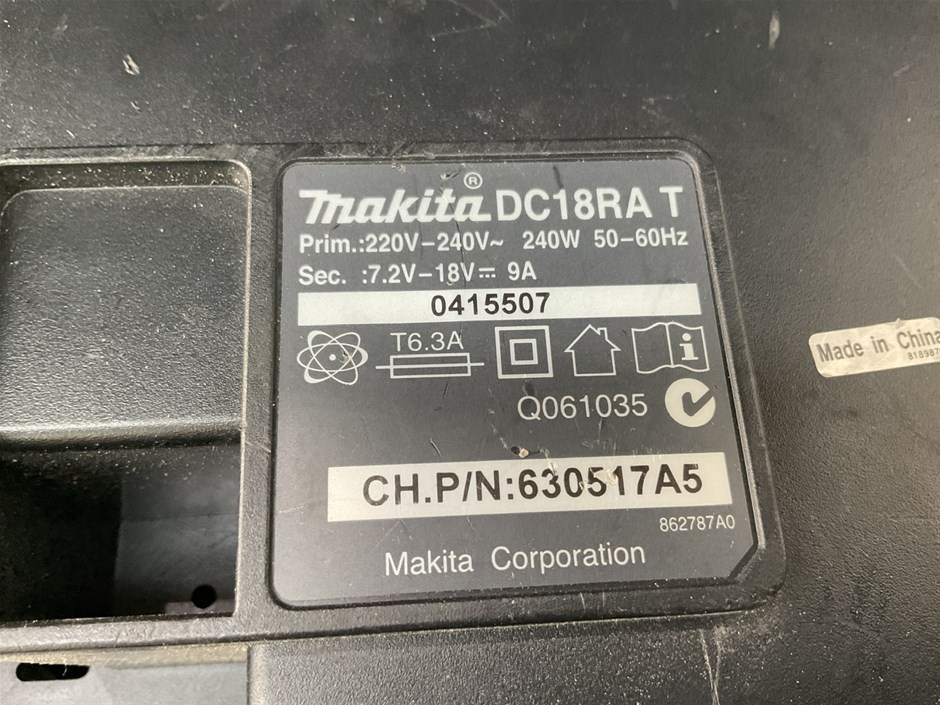 makita® DC18RA T
Prim.:220V–240V~ 240W 50–60Hz
Sec. :7.2V–18V⎓ 9A
0415507
T6.3A
i
Q061035
CH.P/N:630517A5
862787A0
Makita Corporation
Made in China